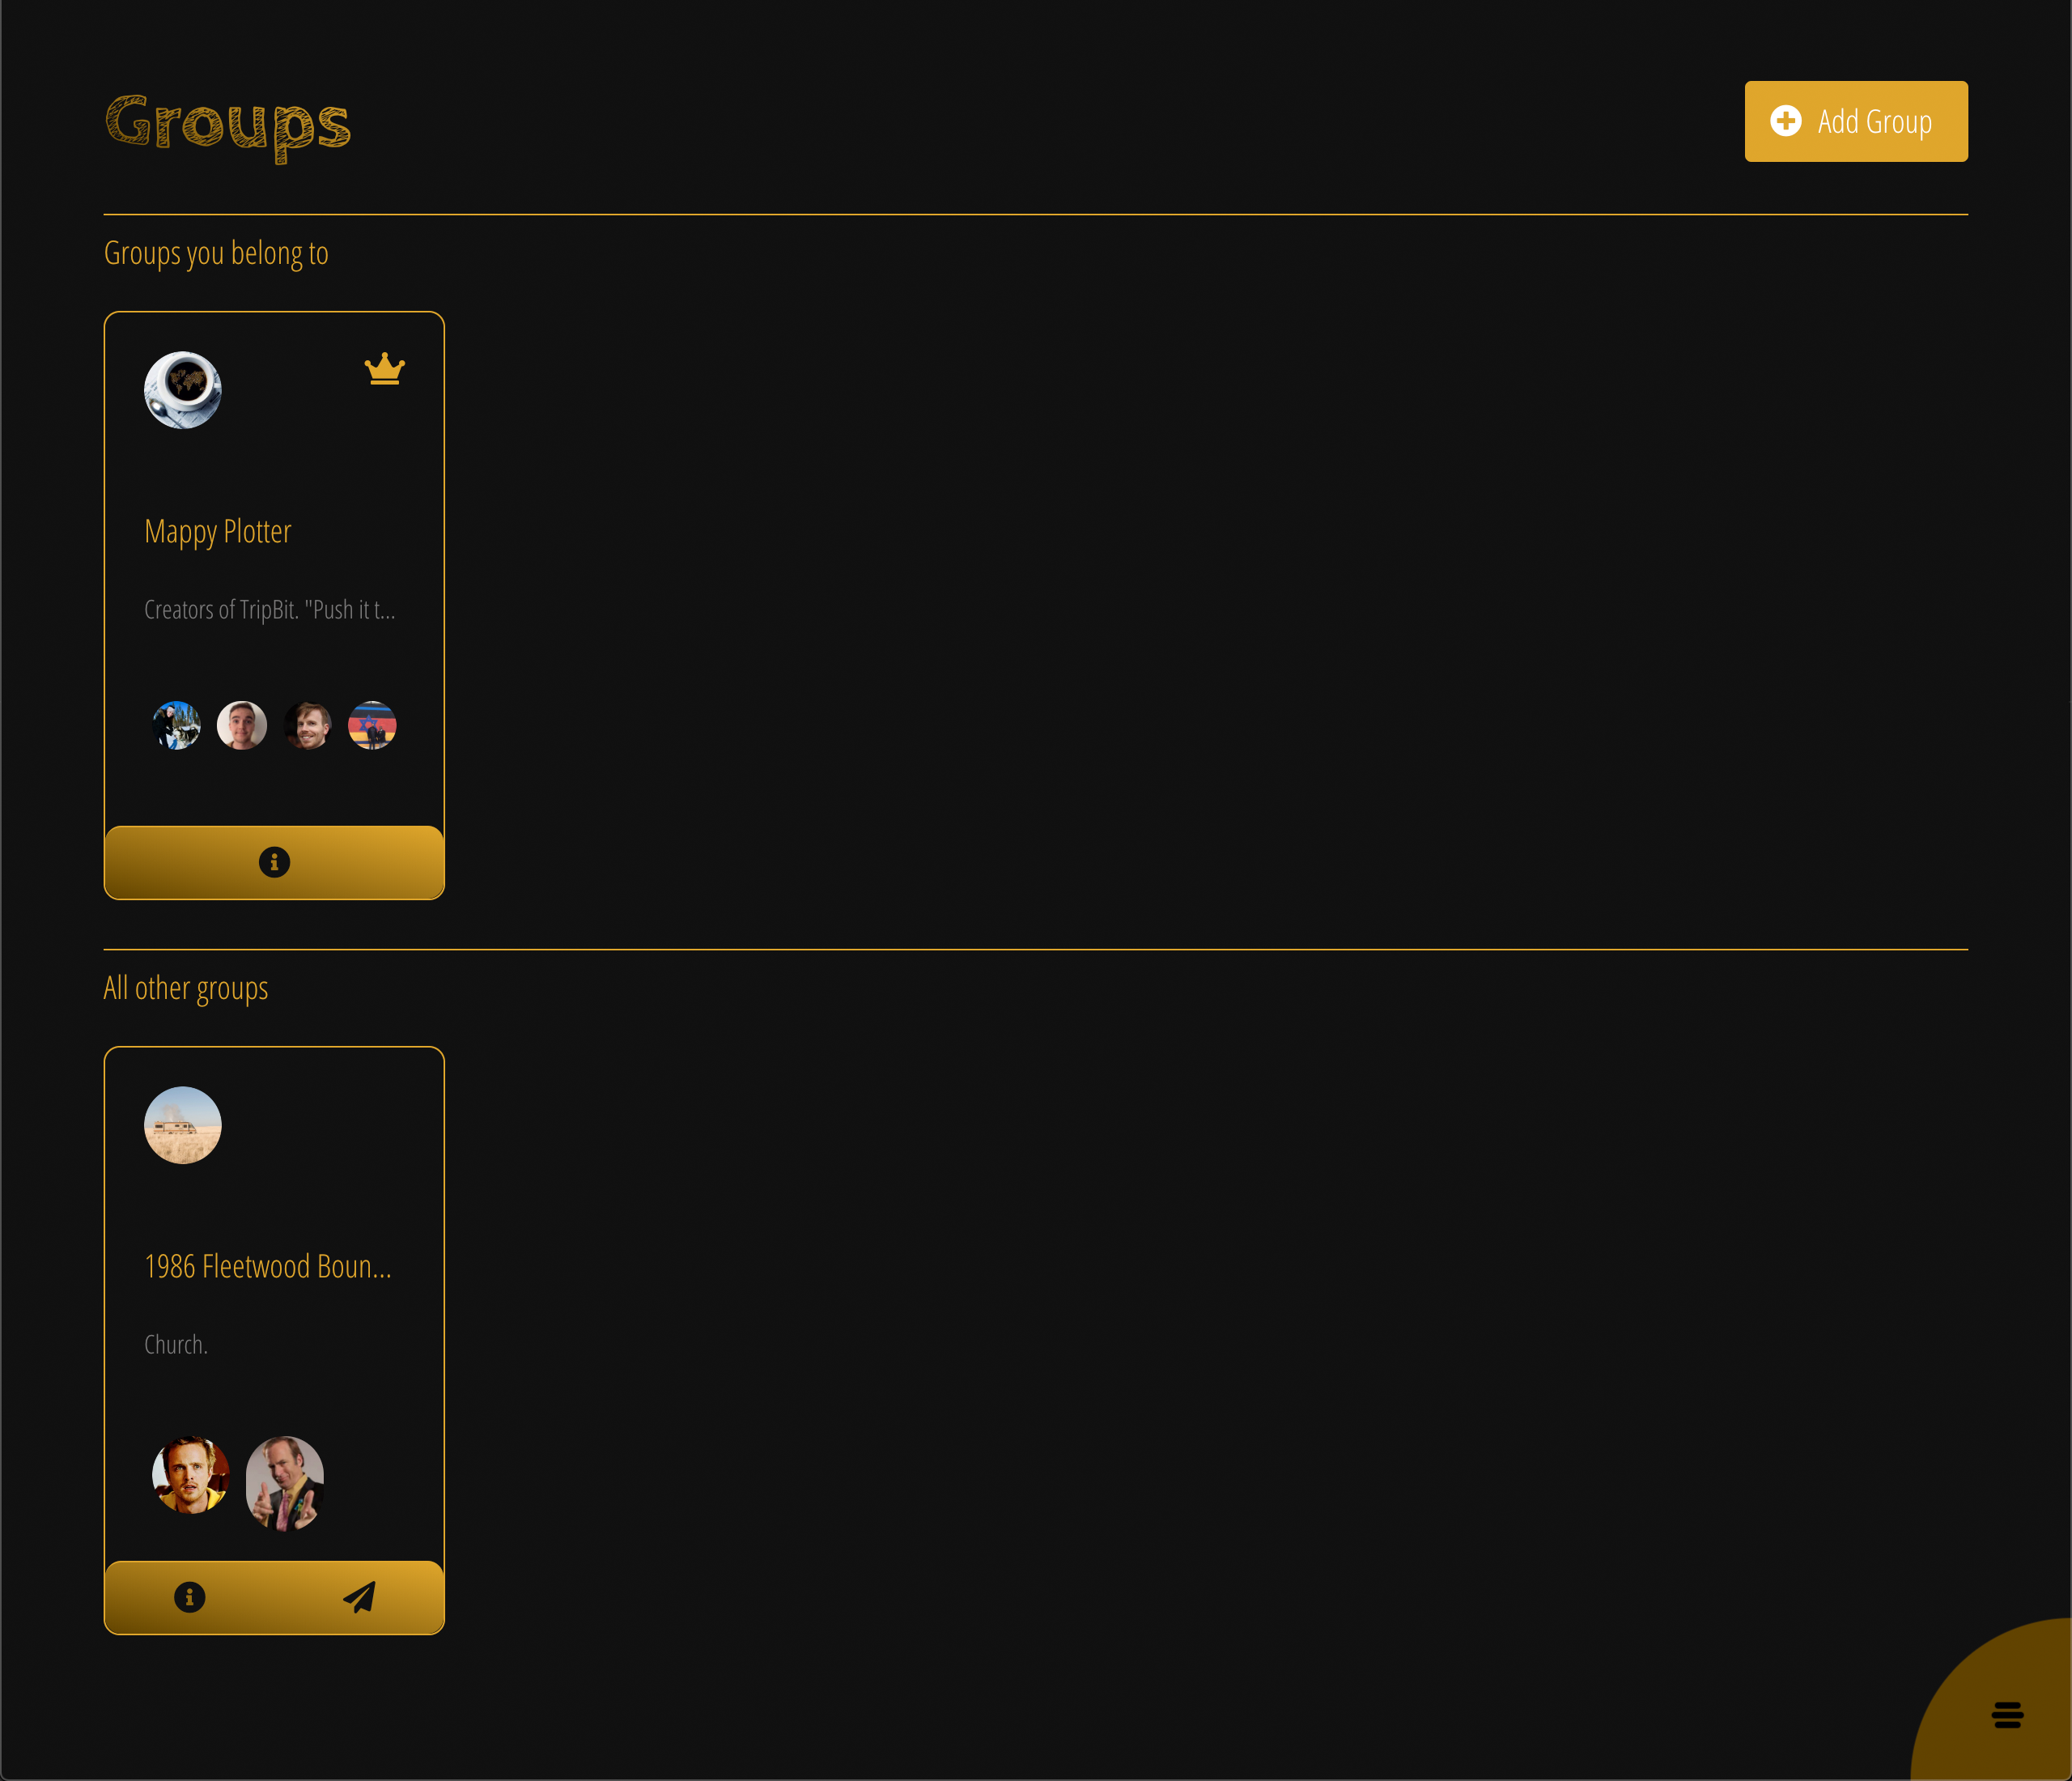 Groups
Add Group
Groups you belong to
Mappy Plotter
Creators of TripBit. "Push it t...
All other groups
1986 Fleetwood Boun...
Church.